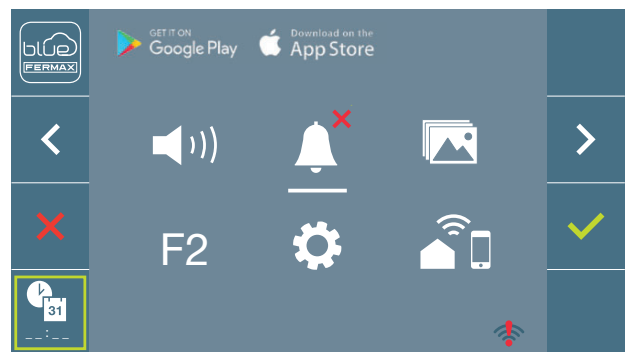 blue
FERMAX
GET IT ON
Google Play
Download on the
App Store
F2
31
_ _ : _ _